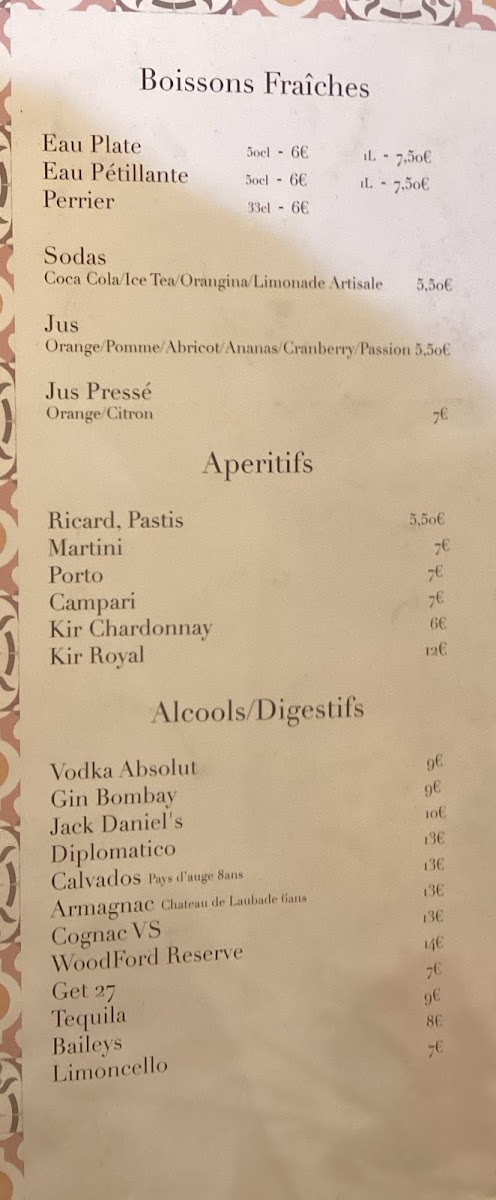 Boissons Fraîches
Eau Plate 50cl - 6€ 1L - 7,50€
Eau Pétillante 50cl - 6€ 1L - 7,50€
Perrier 33cl - 6€
Sodas
Coca Cola/Ice Tea/Orangina/Limonade Artisale 5,50€
Jus
Orange/Pomme/Abricot/Ananas/Cranberry/Passion 5,50€
Jus Pressé
Orange/Citron 7€
Aperitifs
Ricard, Pastis 5,50€
Martini 7€
Porto 7€
Campari 7€
Kir Chardonnay 6€
Kir Royal 12€
Alcools/Digestifs
Vodka Absolut 9€
Gin Bombay 9€
Jack Daniel's 10€
Diplomatico 13€
Calvados Pays d'auge 8ans 13€
Armagnac Chateau de Laubade 6ans 13€
Cognac VS 13€
WoodFord Reserve 14€
Get 27 7€
Tequila 9€
Baileys 8€
Limoncello 7€